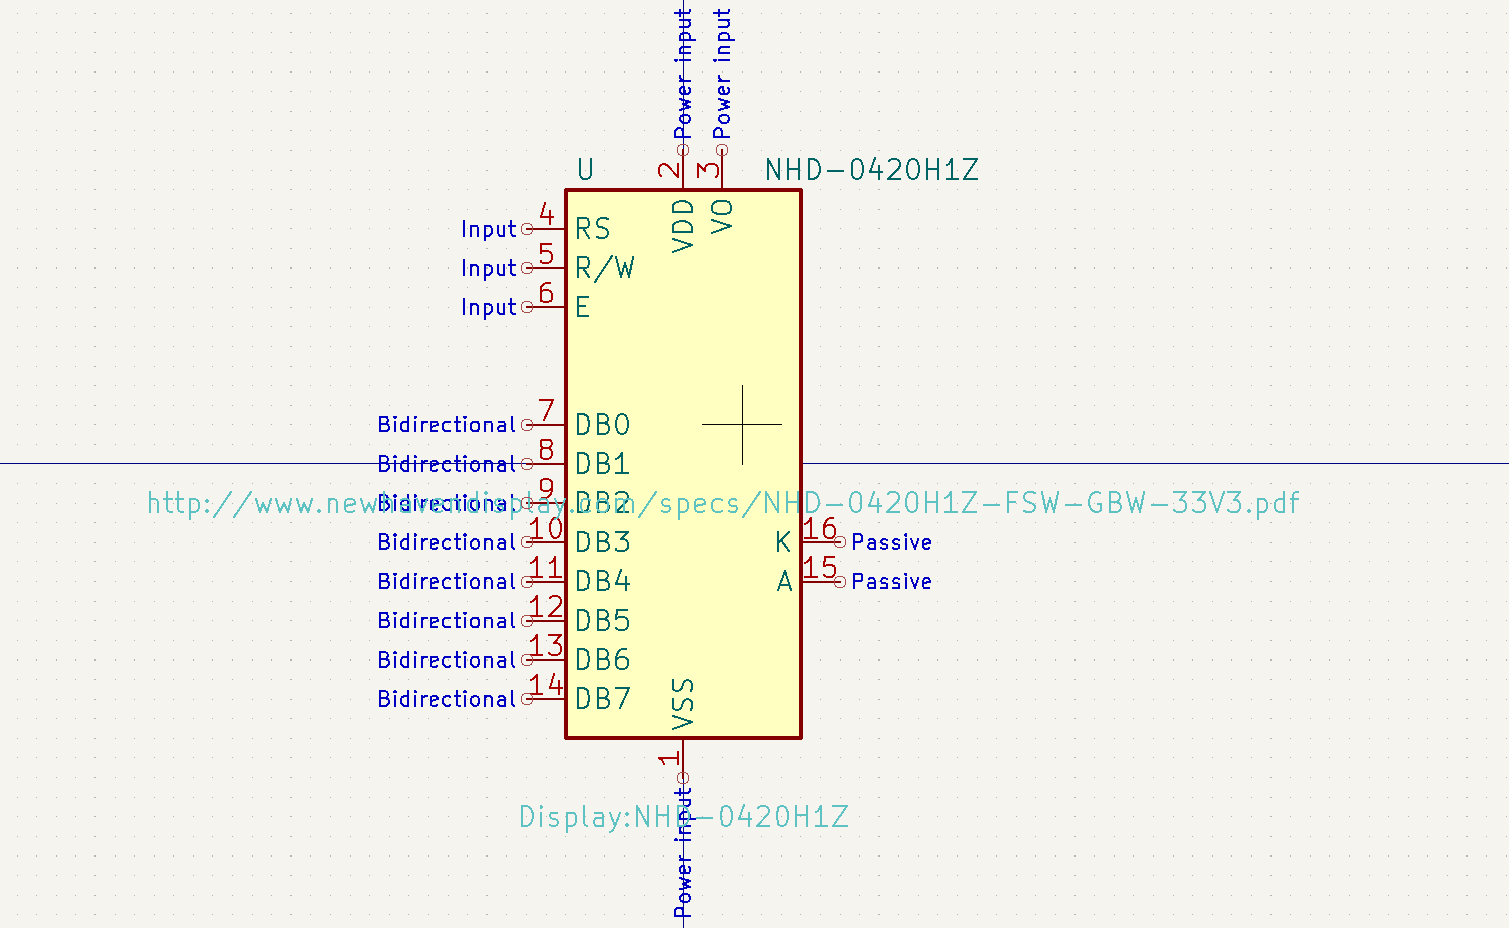 Power input
Power input
U
2
3
NHD-0420H1Z
VDD
VO
Input 4 RS
Input 5 R/W
Input 6 E
Bidirectional 7 DB0
Bidirectional 8 DB1
Bidirectional 9 DB2
http://www.newhavendisplay.com/specs/NHD-0420H1Z-FSW-GBW-33V3.pdf
Bidirectional 10 DB3 K 16 Passive
Bidirectional 11 DB4 A 15 Passive
Bidirectional 12 DB5
Bidirectional 13 DB6
Bidirectional 14 DB7
VSS
1
Display:NHD-0420H1Z
Power input